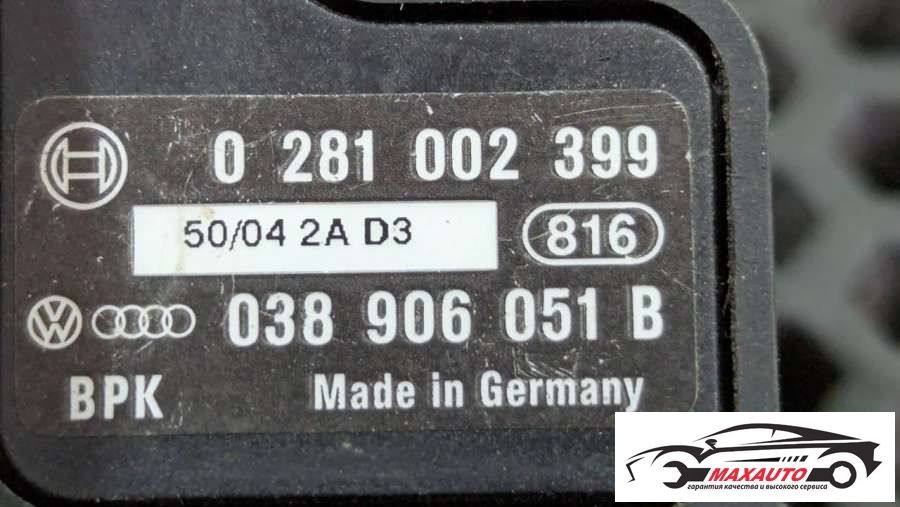 0 281 002 399
50/04 2A D3
816
038 906 051 B
BPK
Made in Germany
MAXAUTO
гарантия качества и высокого сервиса